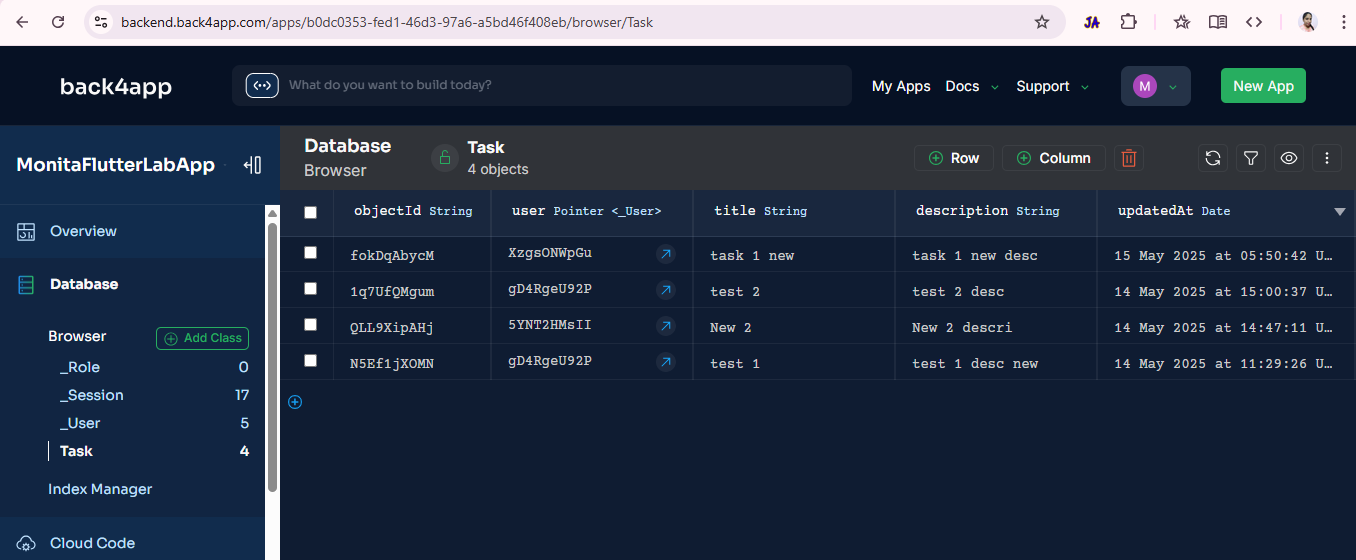 backend.back4app.com/apps/b0dc0353-fed1-46d3-97a6-a5bd46f408eb/browser/Task
JA
back4app
What do you want to build today?
My Apps Docs Support M New App
MonitaFlutterLabApp
Overview
Database
Browser Add Class
_Role 0
_Session 17
_User 5
Task 4
Index Manager
Cloud Code
Database
Browser
Task
4 objects
Row Column
objectId String user Pointer <_User> title String description String updatedAt Date
fokDqAbycM XzgsONWpGu task 1 new task 1 new desc 15 May 2025 at 05:50:42 U…
1q7UfQMgum gD4RgeU92P test 2 test 2 desc 14 May 2025 at 15:00:37 U…
QLL9XipAHj 5YNT2HMsII New 2 New 2 descri 14 May 2025 at 14:47:11 U…
N5Ef1jXOMN gD4RgeU92P test 1 test 1 desc new 14 May 2025 at 11:29:26 U…